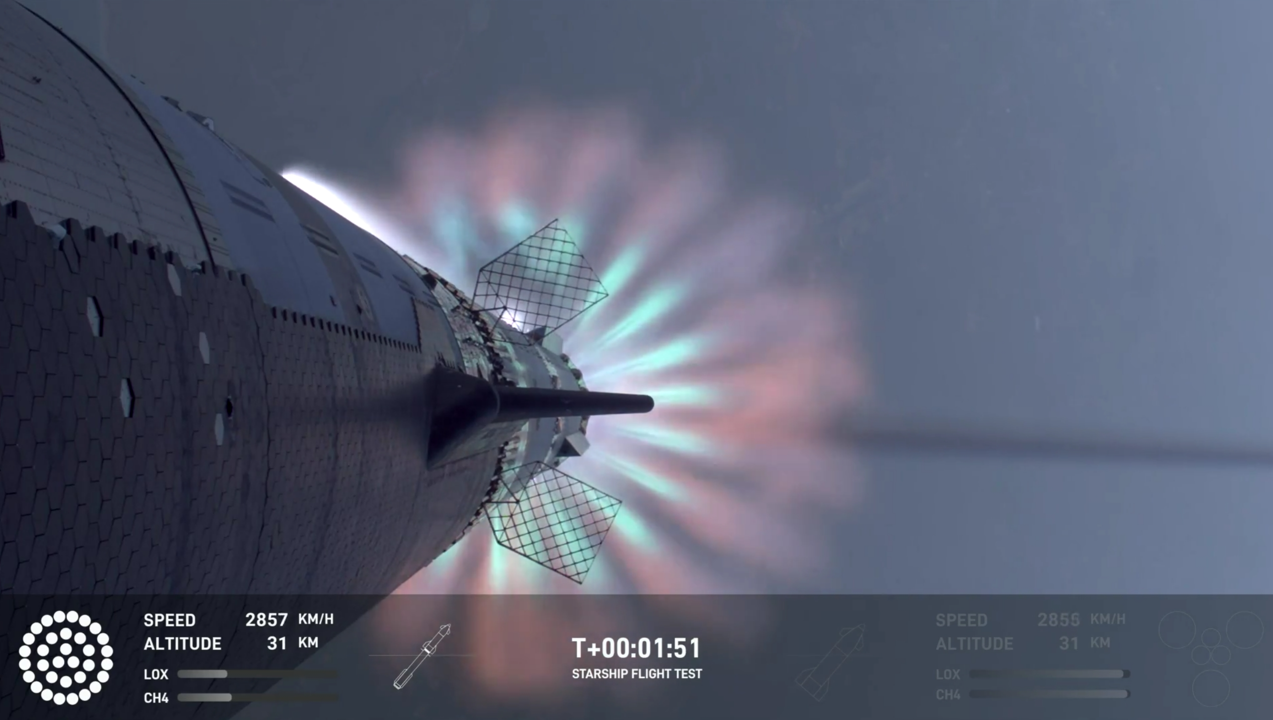 SPEED 2857 KM/H
ALTITUDE 31 KM
LOX
CH4
T+00:01:51
STARSHIP FLIGHT TEST
SPEED 2856 KM/H
ALTITUDE 31 KM
LOX
CH4